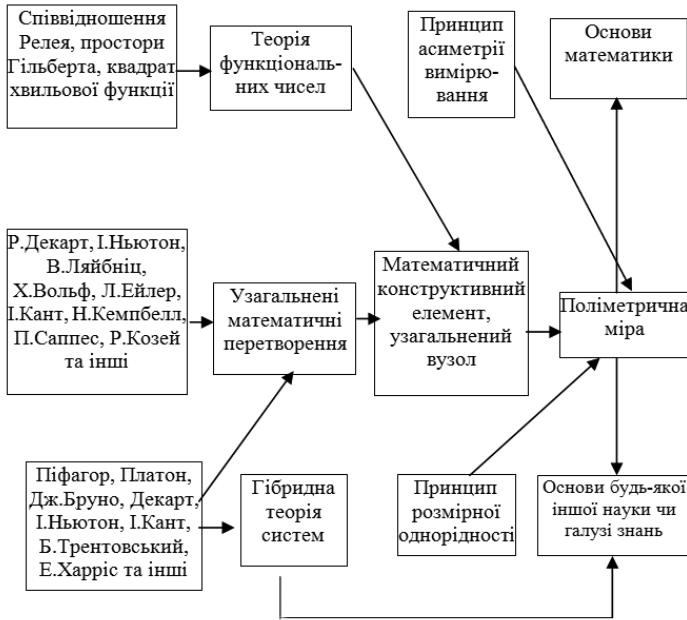 Співвідношення
Релея, простори
Гільберта, квадрат
хвильової функції
Теорія
функціональ-
них чисел
Принцип
асиметрії
вимірю-
вання
Основи
математики
Р.Декарт, І.Ньютон,
В.Ляйбніц,
Х.Вольф, Л.Ейлер,
І.Кант, Н.Кемпбелл,
П.Саппес, Р.Козей
та інші
Узагальнені
математичні
перетворення
Математичний
конструктивний
елемент,
узагальнений
вузол
Поліметрична
міра
Піфагор, Платон,
Дж.Бруно, Декарт,
І.Ньютон, І.Кант,
Б.Трентовський,
Е.Харріс та інші
Гібридна
теорія
систем
Принцип
розмірної
однорідності
Основи будь-якої
іншої науки чи
галузі знань